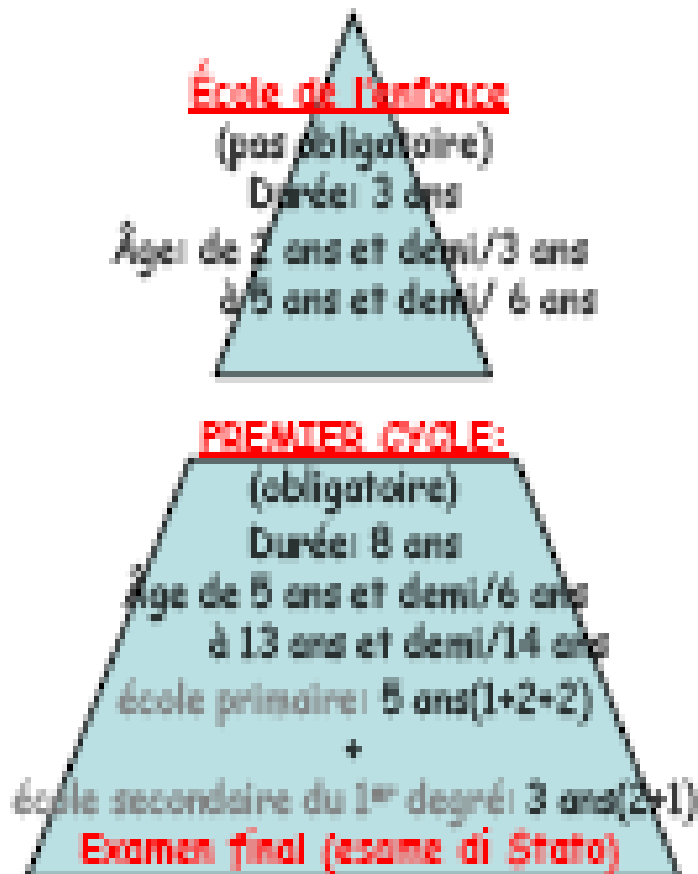 École de l'enfance
(pas obligatoire)
Durée: 3 ans
Âge: de 2 ans et demi/3 ans
à 5 ans et demi/ 6 ans
PREMIER CYCLE:
(obligatoire)
Durée: 8 ans
Âge de 5 ans et demi/6 ans
à 13 ans et demi/14 ans
école primaire: 5 ans(1+2+2)
+
école secondaire du 1er degré: 3 ans(2+1)
Examen final (esame di Stato)